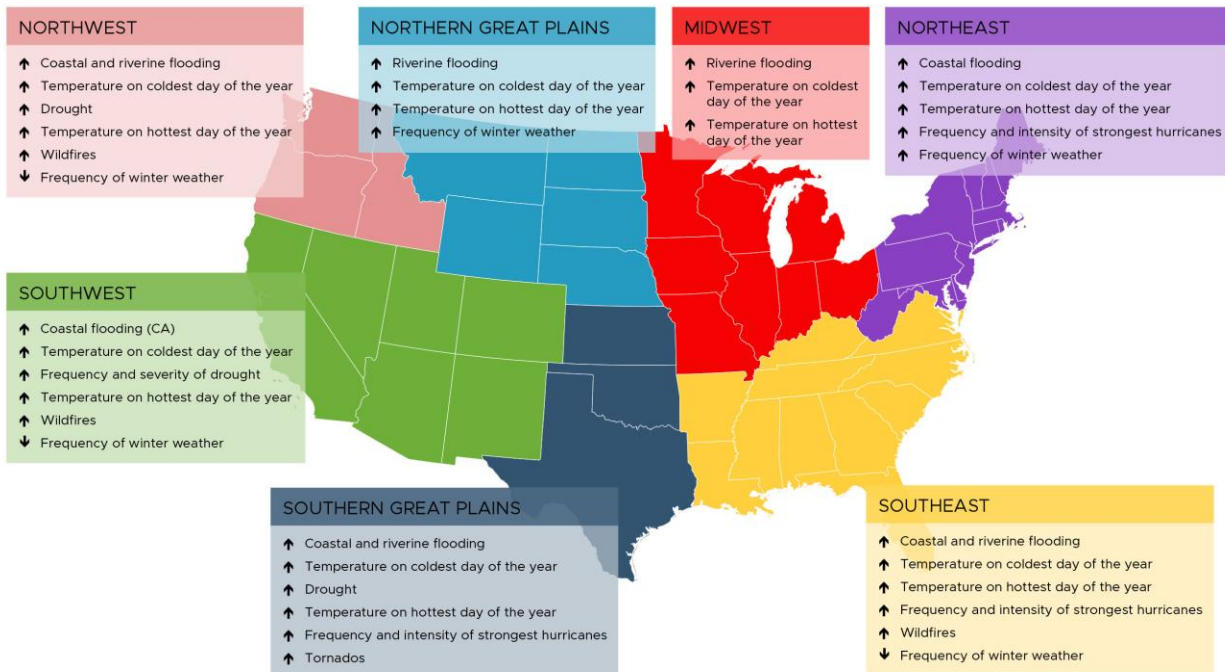 NORTHWEST
↑ Coastal and riverine flooding
↑ Temperature on coldest day of the year
↑ Drought
↑ Temperature on hottest day of the year
↑ Wildfires
↓ Frequency of winter weather
NORTHERN GREAT PLAINS
↑ Riverine flooding
↑ Temperature on coldest day of the year
↑ Temperature on hottest day of the year
↑ Frequency of winter weather
MIDWEST
↑ Riverine flooding
↑ Temperature on coldest
day of the year
↑ Temperature on hottest
day of the year
NORTHEAST
↑ Coastal flooding
↑ Temperature on coldest day of the year
↑ Temperature on hottest day of the year
↑ Frequency and intensity of strongest hurricanes
↑ Frequency of winter weather
SOUTHWEST
↑ Coastal flooding (CA)
↑ Temperature on coldest day of the year
↑ Frequency and severity of drought
↑ Temperature on hottest day of the year
↑ Wildfires
↓ Frequency of winter weather
SOUTHERN GREAT PLAINS
↑ Coastal and riverine flooding
↑ Temperature on coldest day of the year
↑ Drought
↑ Temperature on hottest day of the year
↑ Frequency and intensity of strongest hurricanes
↑ Tornados
SOUTHEAST
↑ Coastal and riverine flooding
↑ Temperature on coldest day of the year
↑ Temperature on hottest day of the year
↑ Frequency and intensity of strongest hurricanes
↑ Wildfires
↓ Frequency of winter weather